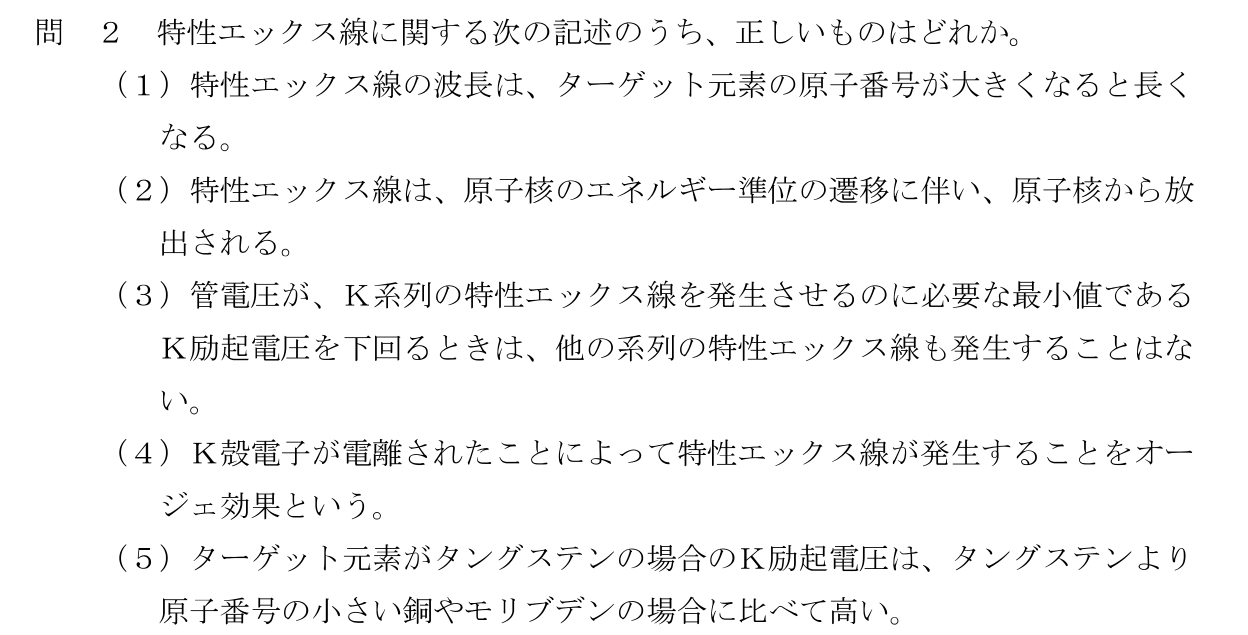 問　２　特性エックス線に関する次の記述のうち、正しいものはどれか。
（１）特性エックス線の波長は、ターゲット元素の原子番号が大きくなると長く
なる。
（２）特性エックス線は、原子核のエネルギー準位の遷移に伴い、原子核から放
出される。
（３）管電圧が、Ｋ系列の特性エックス線を発生させるのに必要な最小値である
Ｋ励起電圧を下回るときは、他の系列の特性エックス線も発生することはな
い。
（４）Ｋ殻電子が電離されたことによって特性エックス線が発生することをオー
ジェ効果という。
（５）ターゲット元素がタングステンの場合のＫ励起電圧は、タングステンより
原子番号の小さい銅やモリブデンの場合に比べて高い。